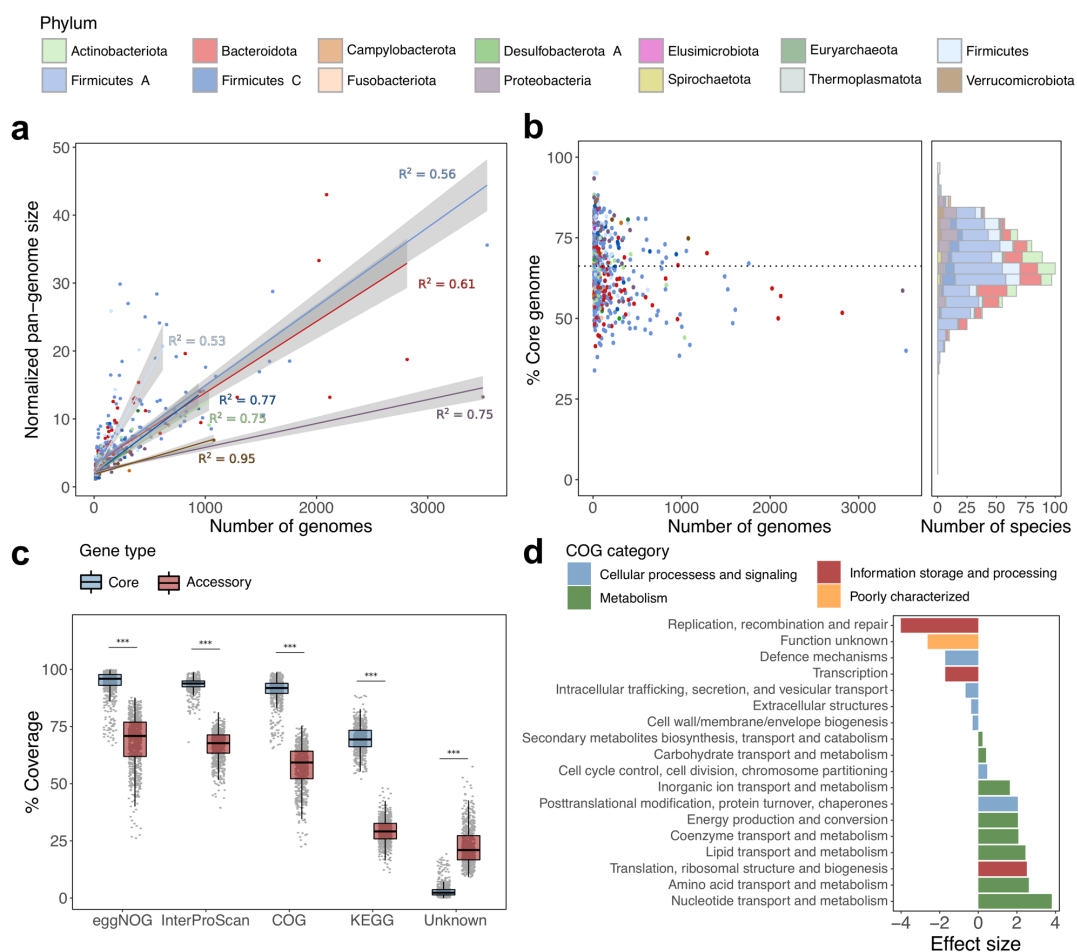 Phylum
Actinobacteriota Bacteroidota Campylobacterota Desulfobacterota A Elusimicrobiota Euryarchaeota Firmicutes
Firmicutes A Firmicutes C Fusobacteriota Proteobacteria Spirochaetota Thermoplasmatota Verrucomicrobiota
a
50
40
30
20
10
0
Normalized pan−genome size
R² = 0.56
R² = 0.61
R² = 0.53
R² = 0.77
R² = 0.75
R² = 0.75
R² = 0.95
0 1000 2000 3000
Number of genomes
b
100
75
50
25
0
% Core genome
0 1000 2000 3000
Number of genomes
0 25 50 75 100
Number of species
c
Gene type
Core Accessory
100
75
50
25
0
% Coverage
*** *** *** *** ***
eggNOG InterProScan COG KEGG Unknown
d
COG category
Cellular processess and signaling Information storage and processing
Metabolism Poorly characterized
Replication, recombination and repair
Function unknown
Defence mechanisms
Transcription
Intracellular trafficking, secretion, and vesicular transport
Extracellular structures
Cell wall/membrane/envelope biogenesis
Secondary metabolites biosynthesis, transport and catabolism
Carbohydrate transport and metabolism
Cell cycle control, cell division, chromosome partitioning
Inorganic ion transport and metabolism
Posttranslational modification, protein turnover, chaperones
Energy production and conversion
Coenzyme transport and metabolism
Lipid transport and metabolism
Translation, ribosomal structure and biogenesis
Amino acid transport and metabolism
Nucleotide transport and metabolism
−4 −2 0 2 4
Effect size